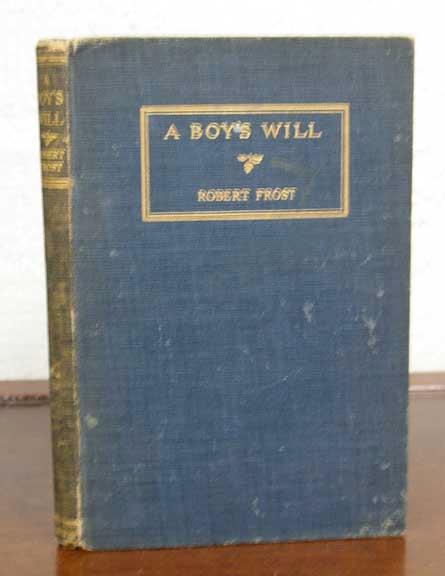 A BOY'S WILL
ROBERT FROST
A
BOY'S
WILL
ROBERT
FROST